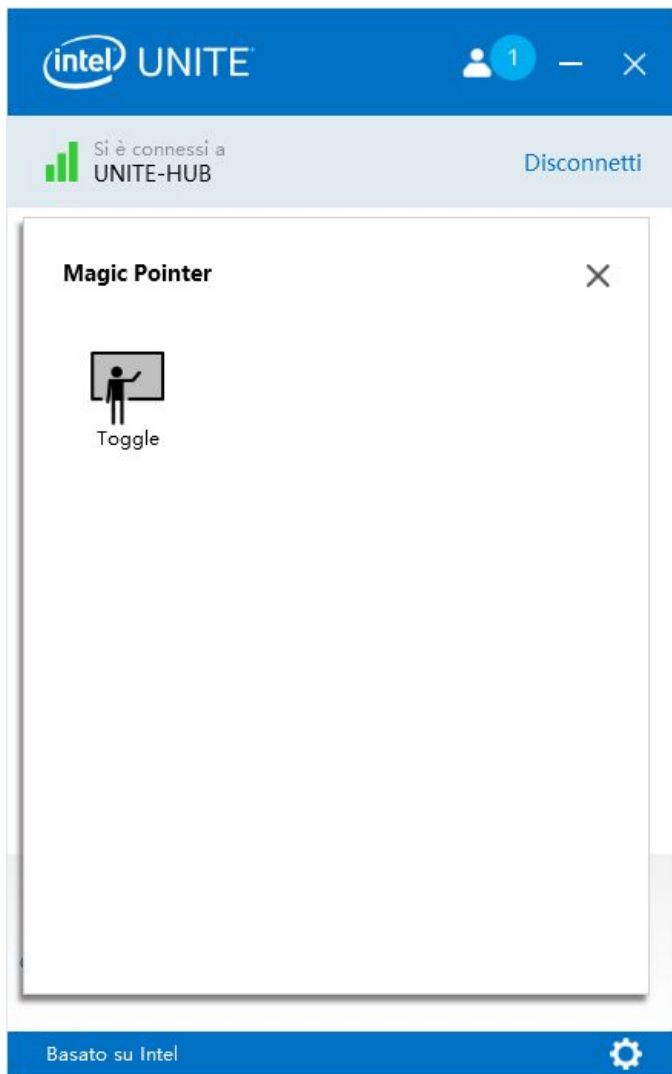 intel UNITE
1
Si è connessi a
UNITE-HUB
Disconnetti
Magic Pointer
Toggle
Basato su Intel